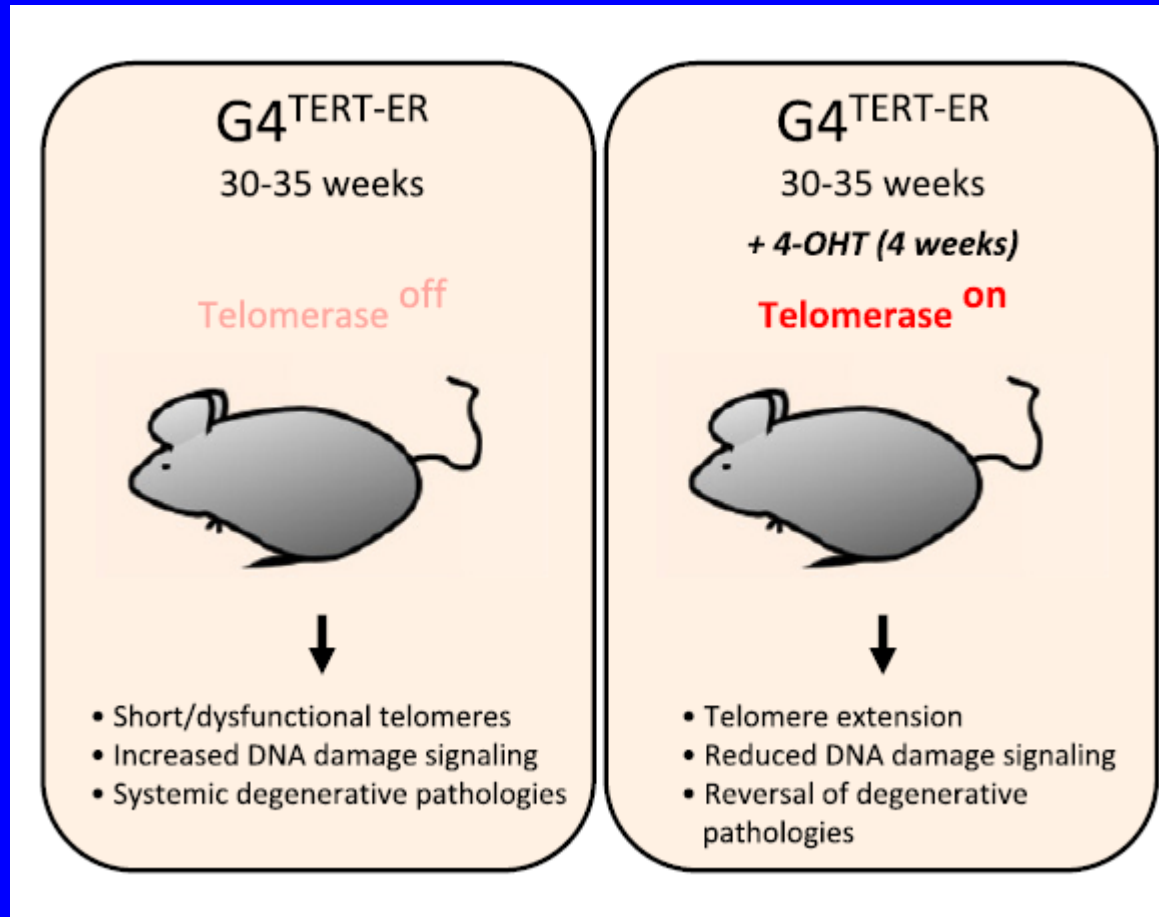 G4TERT-ER
30-35 weeks
Telomerase off
• Short/dysfunctional telomeres
• Increased DNA damage signaling
• Systemic degenerative pathologies
G4TERT-ER
30-35 weeks
+ 4-OHT (4 weeks)
Telomerase on
• Telomere extension
• Reduced DNA damage signaling
• Reversal of degenerative
pathologies